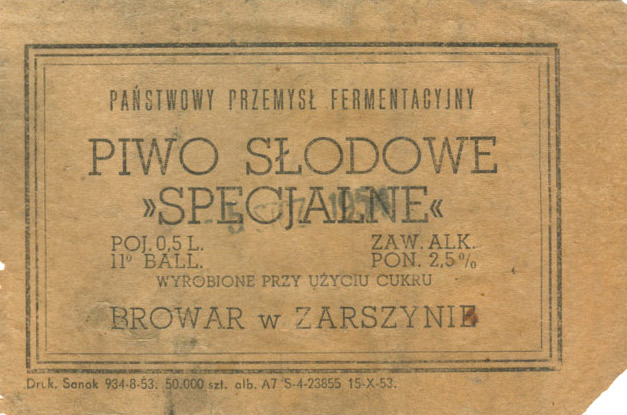 PAŃSTWOWY PRZEMYSŁ FERMENTACYJNY
PIWO SŁODOWE
»SPECJALNE«
POJ. 0,5 L. ZAW. ALK.
11º BALL. PON. 2,5%
WYROBIONE PRZY UŻYCIU CUKRU
BROWAR w ZARSZYNIE
Druk. Sanok 934-8-53. 50.000 szt. alb. A7 S-4-23855 15-X-53.